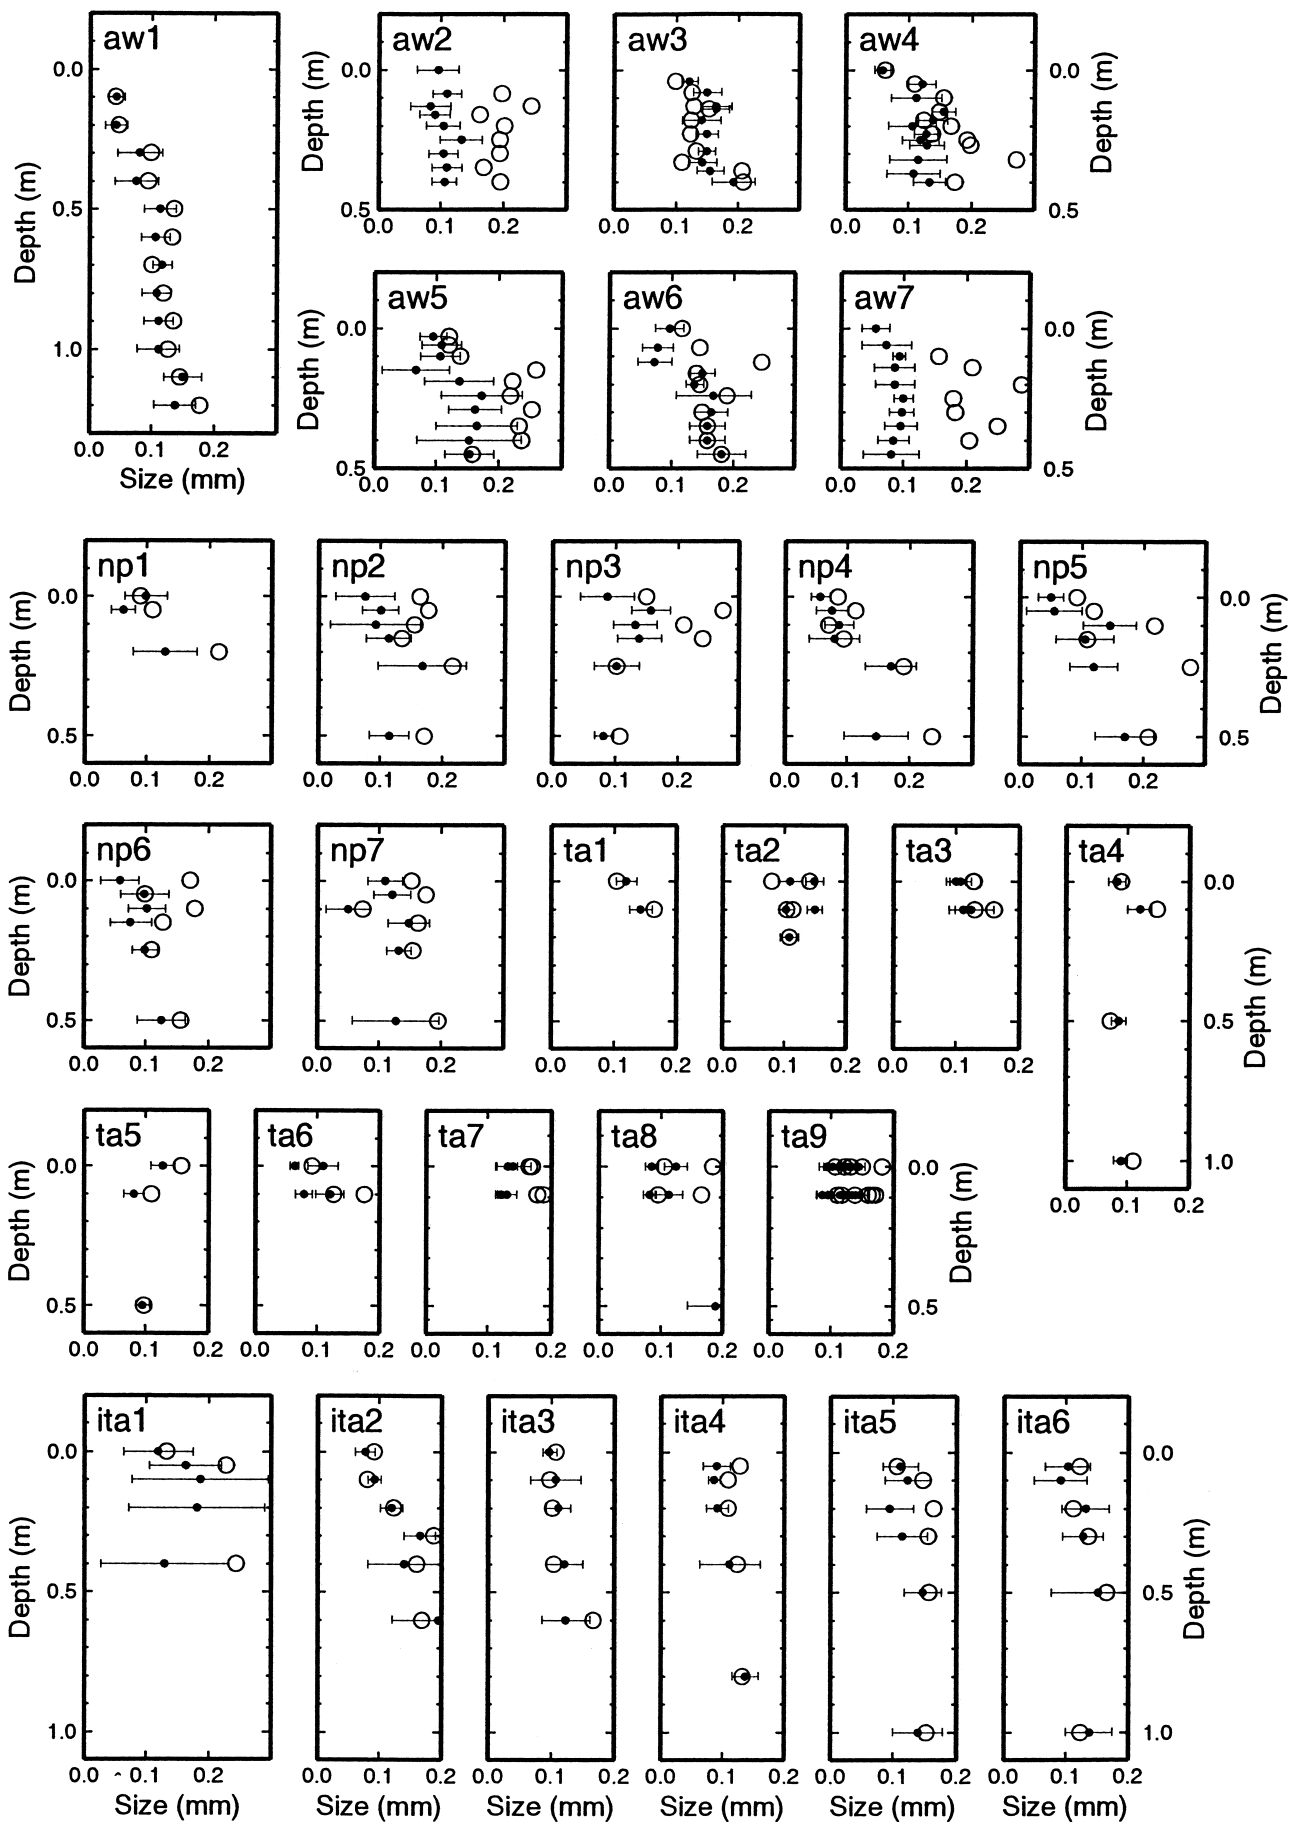 aw1
aw2
aw3
aw4
0.0
0.5
1.0
Depth (m)
0.0 0.1 0.2
Size (mm)
0.0
0.5
Depth (m)
0.0 0.1 0.2
0.0 0.1 0.2
0.0 0.1 0.2
0.0
0.5
Depth (m)
aw5
aw6
aw7
0.0
0.5
Depth (m)
0.0 0.1 0.2
0.0 0.1 0.2
0.0 0.1 0.2
0.0
0.5
Depth (m)
np1
np2
np3
np4
np5
0.0
0.5
Depth (m)
0.0 0.1 0.2
0.0 0.1 0.2
0.0 0.1 0.2
0.0 0.1 0.2
0.0 0.1 0.2
0.0
0.5
Depth (m)
np6
np7
ta1
ta2
ta3
ta4
0.0
0.5
Depth (m)
0.0 0.1 0.2
0.0 0.1 0.2
0.0 0.1 0.2
0.0 0.1 0.2
0.0 0.1 0.2
0.0
0.5
1.0
Depth (m)
0.0 0.1 0.2
ta5
ta6
ta7
ta8
ta9
0.0
0.5
Depth (m)
0.0 0.1 0.2
0.0 0.1 0.2
0.0 0.1 0.2
0.0 0.1 0.2
0.0 0.1 0.2
0.0
0.5
Depth (m)
ita1
ita2
ita3
ita4
ita5
ita6
0.0
0.5
1.0
Depth (m)
0.0 0.1 0.2
0.0 0.1 0.2
0.0 0.1 0.2
0.0 0.1 0.2
0.0 0.1 0.2
0.0 0.1 0.2
0.0
0.5
1.0
Depth (m)
Size (mm)
Size (mm)
Size (mm)
Size (mm)
Size (mm)
Size (mm)